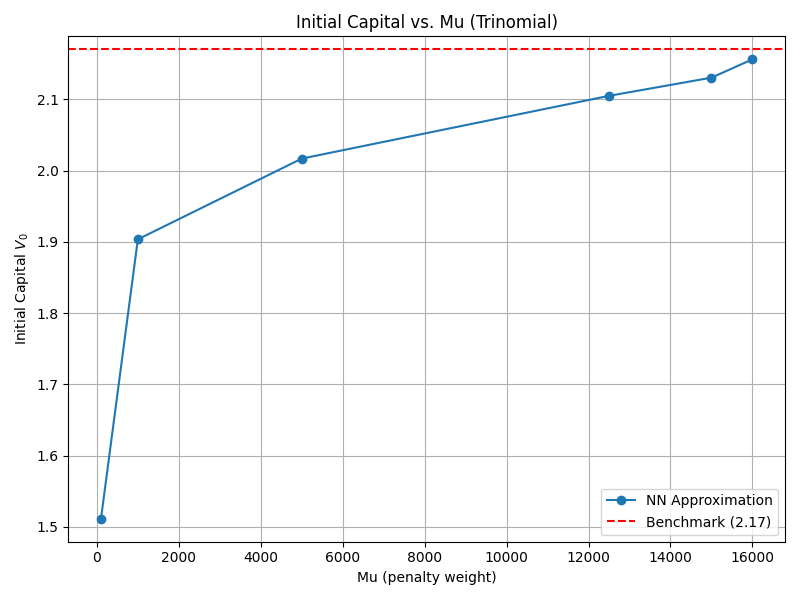 Initial Capital vs. Mu (Trinomial)
Initial Capital $V_0$
2.1
2.0
1.9
1.8
1.7
1.6
1.5
NN Approximation
Benchmark (2.17)
0 2000 4000 6000 8000 10000 12000 14000 16000
Mu (penalty weight)